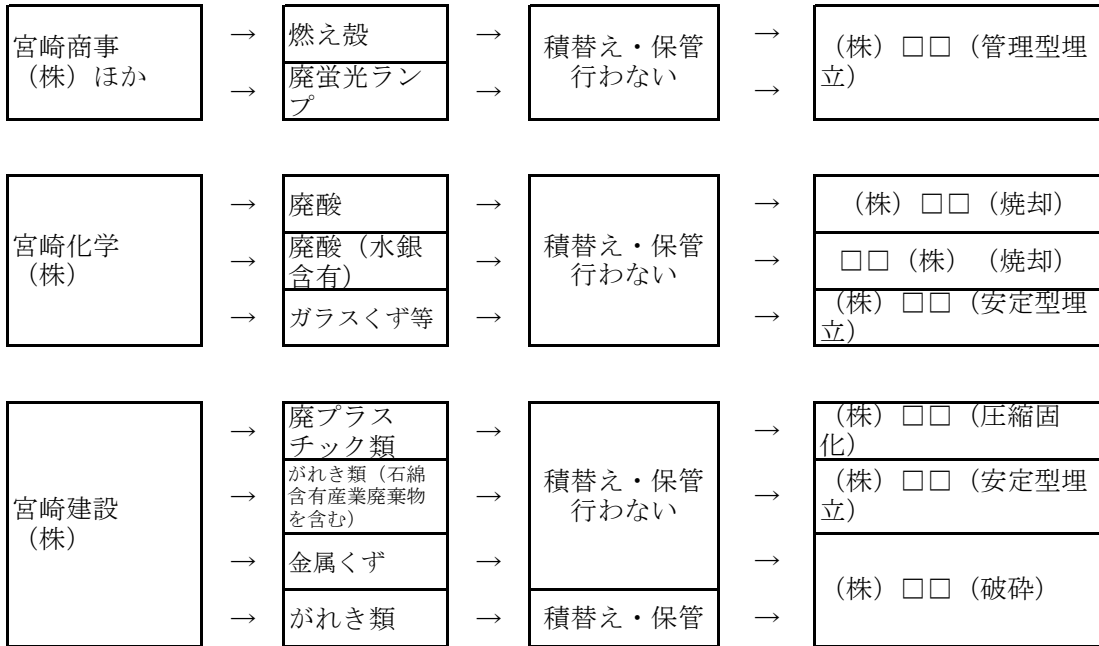 宮崎商事
（株）ほか
→
→
燃え殻
廃蛍光ラン
プ
→
→
積替え・保管
行わない
→
→
（株）□□（管理型埋
立）
宮崎化学
（株）
→
→
→
廃酸
廃酸（水銀
含有）
ガラスくず等
→
→
→
積替え・保管
行わない
→
→
→
（株）□□（焼却）
□□（株）（焼却）
（株）□□（安定型埋
立）
宮崎建設
（株）
→
→
→
→
廃プラス
チック類
がれき類（石綿
含有産業廃棄物
を含む）
金属くず
がれき類
→
→
→
→
積替え・保管
行わない
積替え・保管
→
→
→
→
（株）□□（圧縮固
化）
（株）□□（安定型埋
立）
（株）□□（破砕）